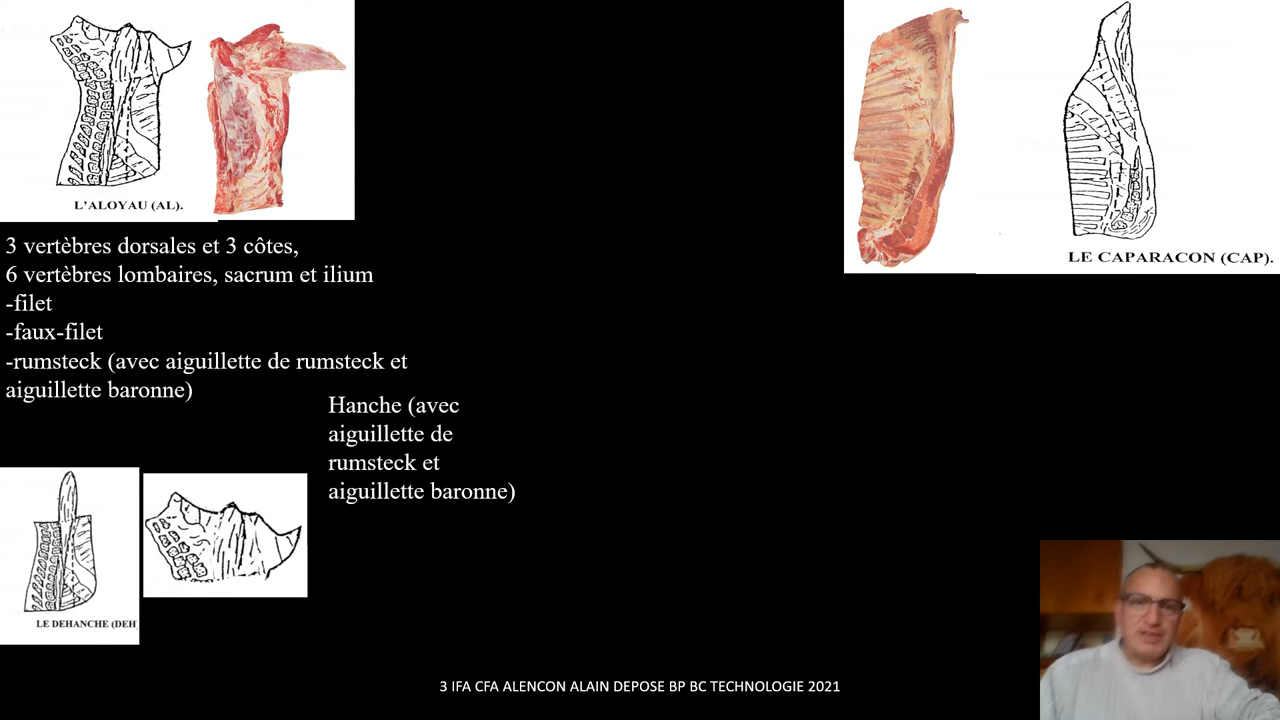 L'ALOYAU (AL).
LE CAPARACON (CAP).
3 vertèbres dorsales et 3 côtes,
6 vertèbres lombaires, sacrum et ilium
-filet
-faux-filet
-rumsteck (avec aiguillette de rumsteck et
aiguillette baronne)
Hanche (avec
aiguillette de
rumsteck et
aiguillette baronne)
LE DEHANCHE (DEH
3 IFA CFA ALENCON ALAIN DEPOSE BP BC TECHNOLOGIE 2021